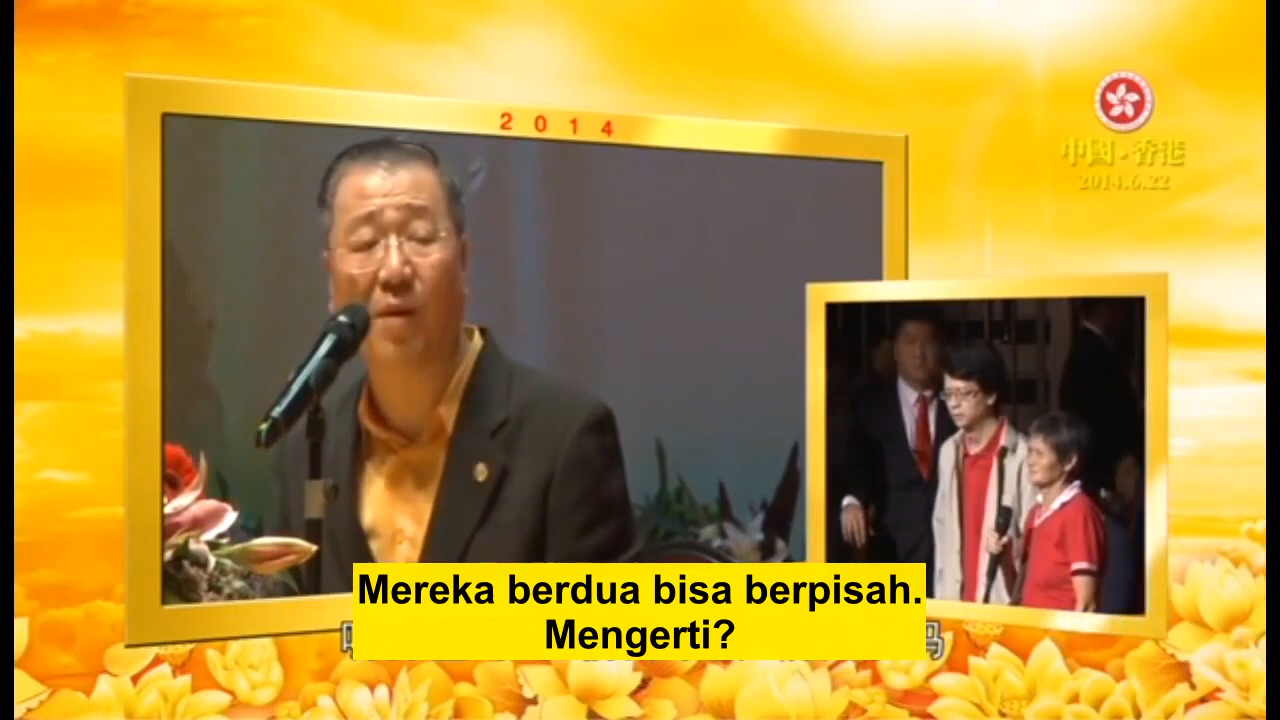 2014
中國·香港
2014.6.22
Mereka berdua bisa berpisah.
Mengerti?